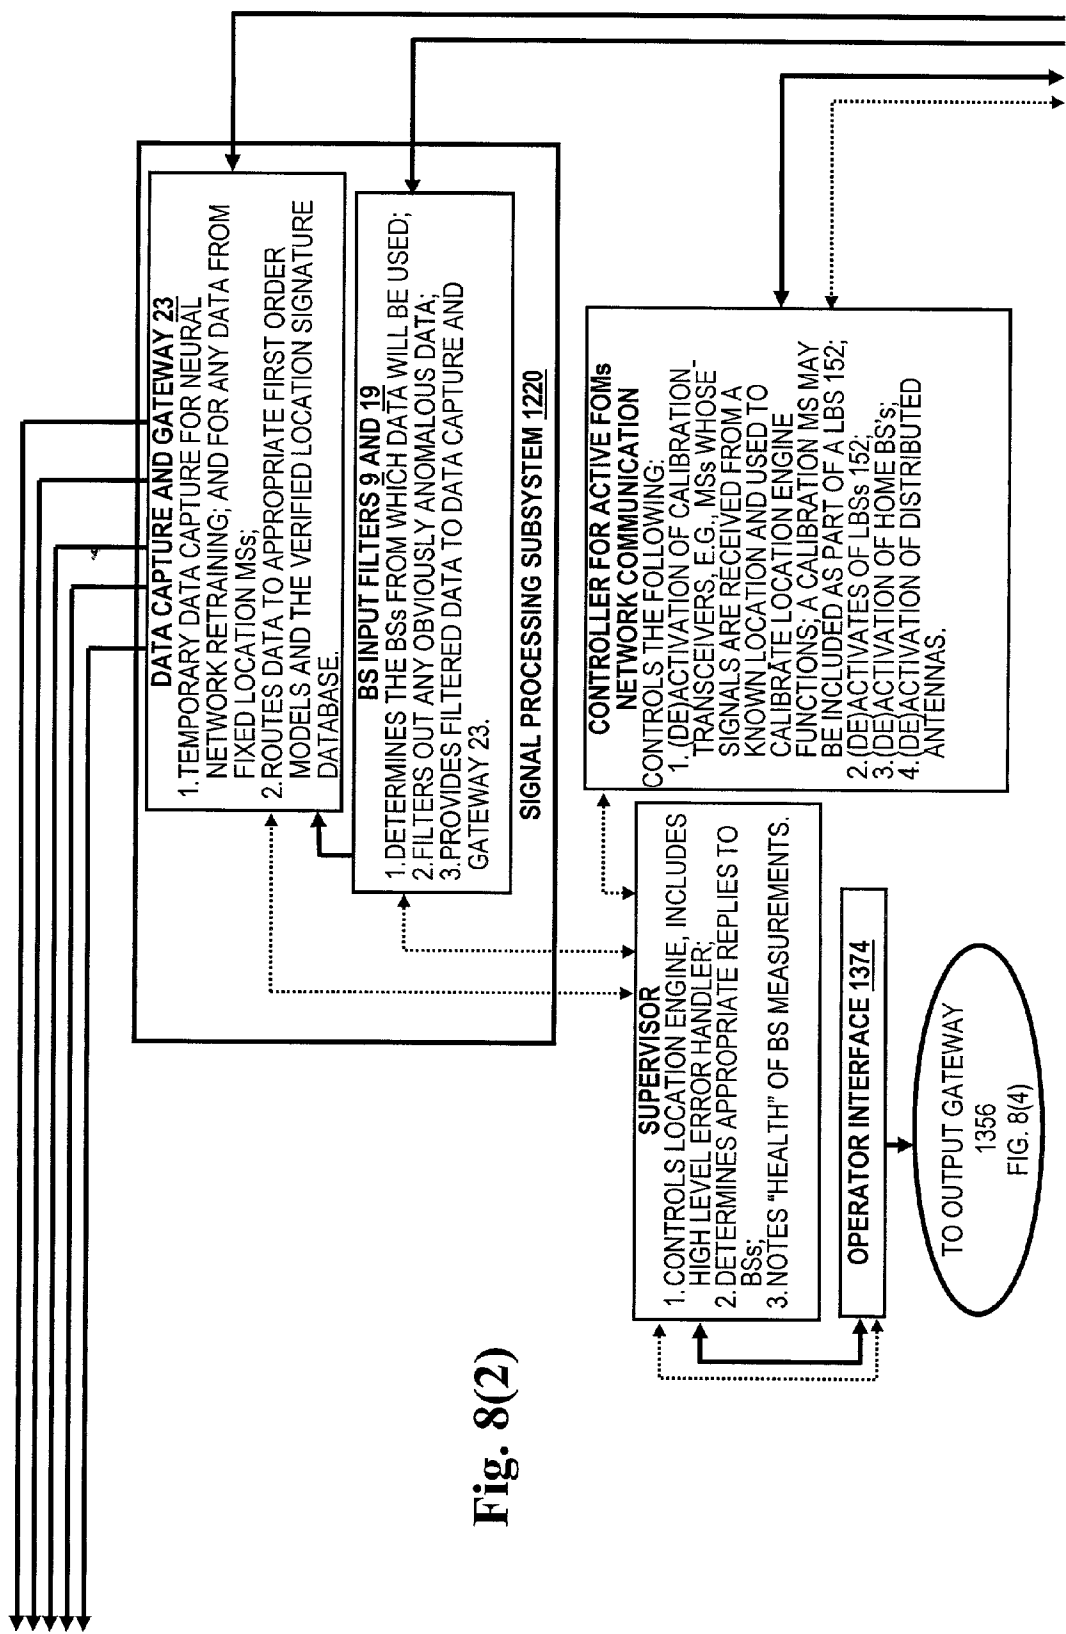 DATA CAPTURE AND GATEWAY 23
1. TEMPORARY DATA CAPTURE FOR NEURAL
NETWORK RETRAINING; AND FOR ANY DATA FROM
FIXED LOCATION MSs;
2. ROUTES DATA TO APPROPRIATE FIRST ORDER
MODELS AND THE VERIFIED LOCATION SIGNATURE
DATABASE.
BS INPUT FILTERS 9 AND 19
1. DETERMINES THE BSs FROM WHICH DATA WILL BE USED;
2. FILTERS OUT ANY OBVIOUSLY ANOMALOUS DATA;
3. PROVIDES FILTERED DATA TO DATA CAPTURE AND
GATEWAY 23.
SIGNAL PROCESSING SUBSYSTEM 1220
CONTROLLER FOR ACTIVE FOMs
NETWORK COMMUNICATION
CONTROLS THE FOLLOWING:
1. (DE)ACTIVATION OF CALIBRATION
TRANSCEIVERS, E.G., MSs WHOSE
SIGNALS ARE RECEIVED FROM A
KNOWN LOCATION AND USED TO
CALIBRATE LOCATION ENGINE
FUNCTIONS; A CALIBRATION MS MAY
BE INCLUDED AS PART OF A LBS 152;
2. (DE)ACTIVATES OF LBSs 152;
3. (DE)ACTIVATION OF HOME BS's;
4. (DE)ACTIVATION OF DISTRIBUTED
ANTENNAS.
SUPERVISOR
1. CONTROLS LOCATION ENGINE, INCLUDES
HIGH LEVEL ERROR HANDLER;
2. DETERMINES APPROPRIATE REPLIES TO
BSs;
3. NOTES "HEALTH" OF BS MEASUREMENTS.
OPERATOR INTERFACE 1374
TO OUTPUT GATEWAY
1356
FIG. 8(4)
Fig. 8(2)